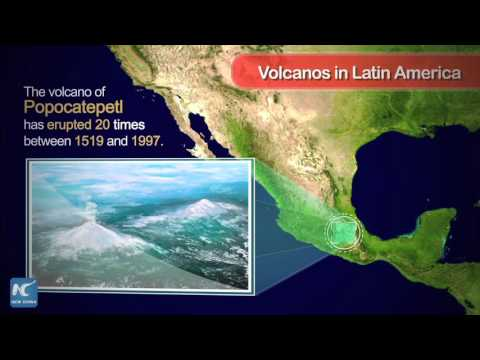 Volcanos in Latin America
The volcano of
Popocatepetl
has erupted 20 times
between 1519 and 1997.
NEW CHINA